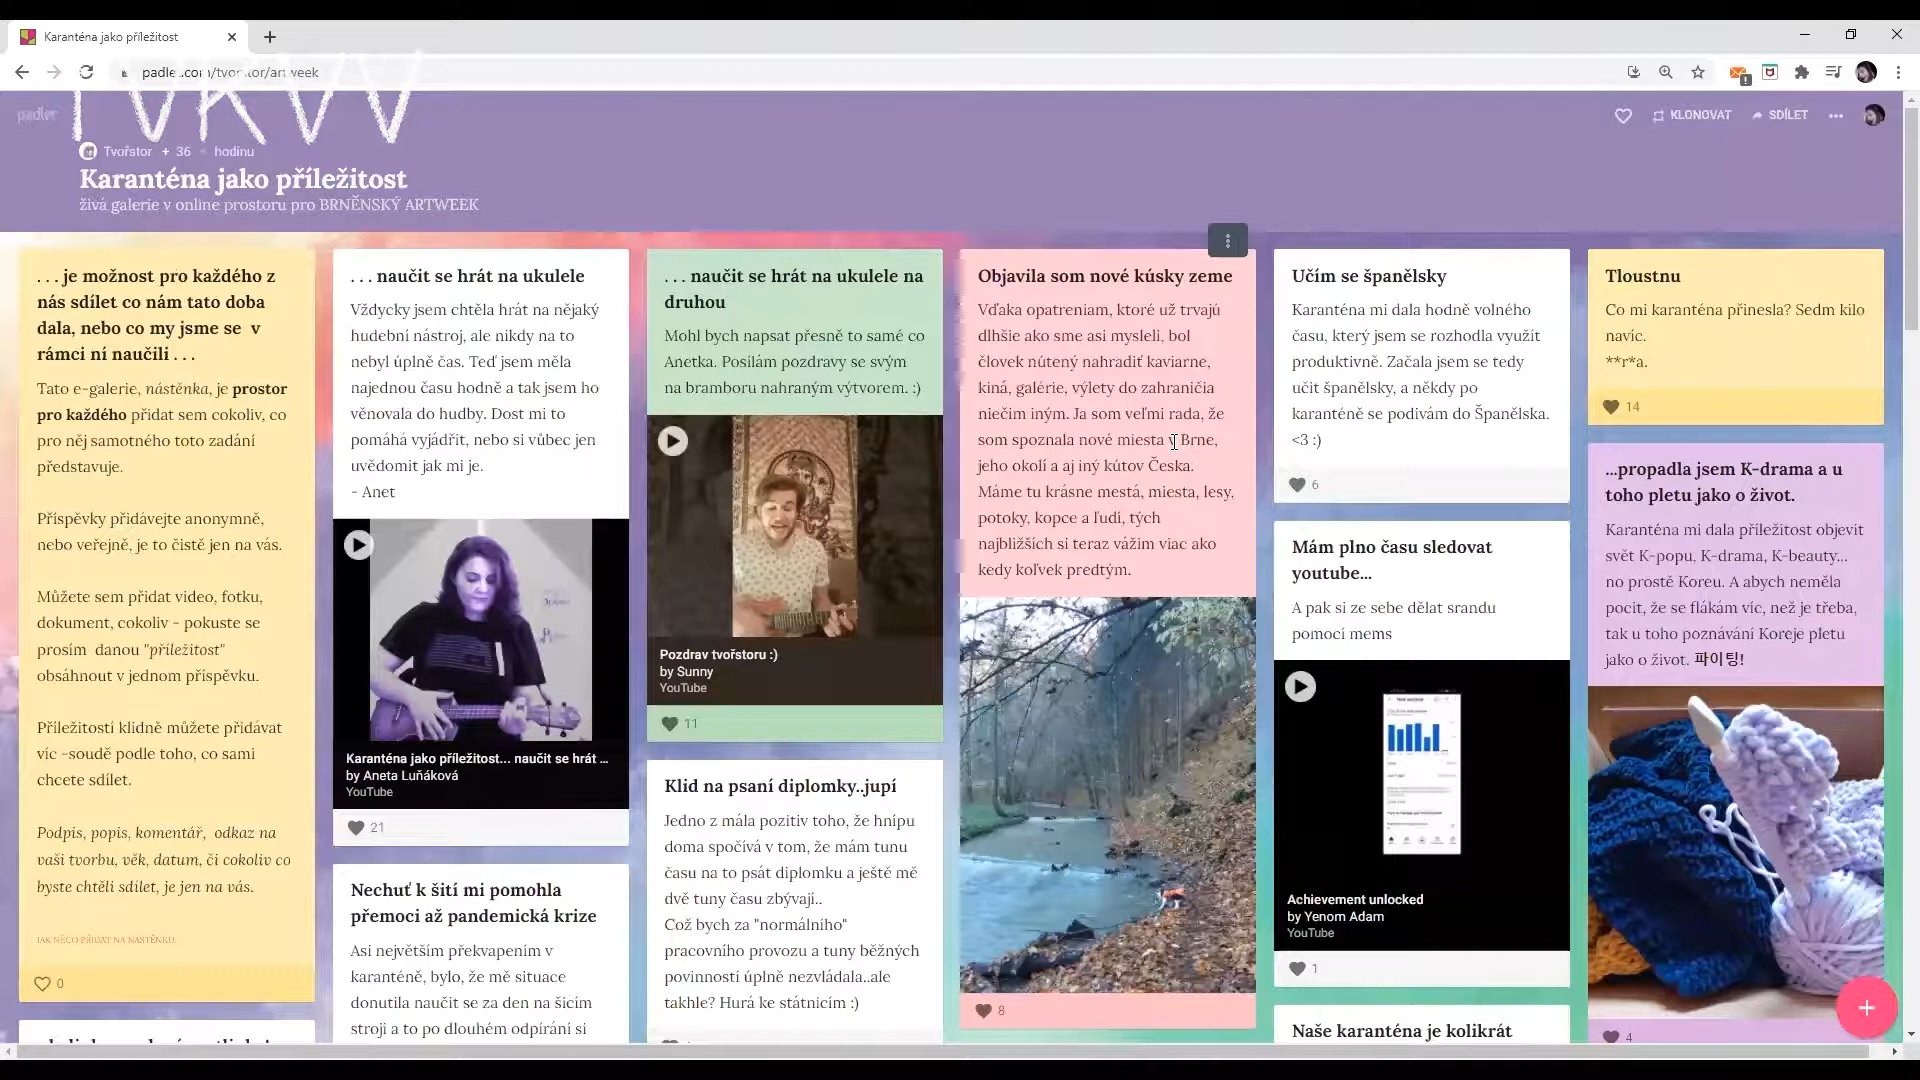 Karanténa jako příležitost
padle
/tvor
tor/artweek
padlet
TVKVV
KLONOVAT
SDÍLET
Tvořstor + 36
hodinu
Karanténa jako příležitost
živá galerie v online prostoru pro BRNĚNSKÝ ARTWEEK
. . . je možnost pro každého z
nás sdílet co nám tato doba
dala, nebo co my jsme se v
rámci ní naučili . . .
Tato e-galerie, nástěnka, je prostor
pro každého přidat sem cokoliv, co
pro něj samotného toto zadání
představuje.
Příspěvky přidávejte anonymně,
nebo veřejně, je to čistě jen na vás.
Můžete sem přidat video, fotku,
dokument, cokoliv - pokuste se
prosím danou "příležitost"
obsáhnout v jednom příspěvku.
Příležitostí klidně můžete přidávat
víc -soudě podle toho, co sami
chcete sdílet.
Podpis, popis, komentář, odkaz na
vaši tvorbu, věk, datum, či cokoliv co
byste chtěli sdílet, je jen na vás.
JAK NĚCO PŘIDAT NA NÁSTĚNKU.
0
. . . naučit se hrát na ukulele
Vždycky jsem chtěla hrát na nějaký
hudební nástroj, ale nikdy na to
nebyl úplně čas. Teď jsem měla
najednou času hodně a tak jsem ho
věnovala do hudby. Dost mi to
pomáhá vyjádřit, nebo si vůbec jen
uvědomit jak mi je.
- Anet
Karanténa jako příležitost... naučit se hrát ...
by Aneta Luňáková
YouTube
21
Nechuť k šití mi pomohla
přemoci až pandemická krize
Asi největším překvapením v
karanténě, bylo, že mě situace
donutila naučit se za den na šicím
stroji a to po dlouhém odpírání si
. . . naučit se hrát na ukulele na
druhou
Mohl bych napsat přesně to samé co
Anetka. Posílám pozdravy se svým
na bramboru nahraným výtvorem. :)
Pozdrav tvořstoru :)
by Sunny
YouTube
11
Klid na psaní diplomky..jupí
Jedno z mála pozitiv toho, že hnípu
doma spočívá v tom, že mám tunu
času na to psát diplomku a ještě mě
dvě tuny času zbývají..
Což bych za "normálního"
pracovního provozu a tuny běžných
povinností úplně nezvládala..ale
takhle? Hurá ke státnicím :)
Objavila som nové kúsky zeme
Vďaka opatreniam, ktoré už trvajú
dlhšie ako sme asi mysleli, bol
človek nútený nahradiť kaviarne,
kiná, galérie, výlety do zahraničia
niečim iným. Ja som veľmi rada, že
som spoznala nové miesta v Brne,
jeho okolí a aj iný kútov Česka.
Máme tu krásne mestá, miesta, lesy,
potoky, kopce a ľudí, tých
najbližších si teraz vážim viac ako
kedy koľvek predtým.
8
Učím se španělsky
Karanténa mi dala hodně volného
času, který jsem se rozhodla využít
produktivně. Začala jsem se tedy
učit španělsky, a někdy po
karanténě se podívám do Španělska.
<3 :)
6
Mám plno času sledovat
youtube...
A pak si ze sebe dělat srandu
pomocí mems
Achievement unlocked
by Yenom Adam
YouTube
1
Naše karanténa je kolikrát
Tloustnu
Co mi karanténa přinesla? Sedm kilo
navíc.
**r*a.
14
...propadla jsem K-drama a u
toho pletu jako o život.
Karanténa mi dala příležitost objevit
svět K-popu, K-drama, K-beauty...
no prostě Koreu. A abych neměla
pocit, že se flákám víc, než je třeba,
tak u toho poznávání Koreje pletu
jako o život. 파이팅!
4